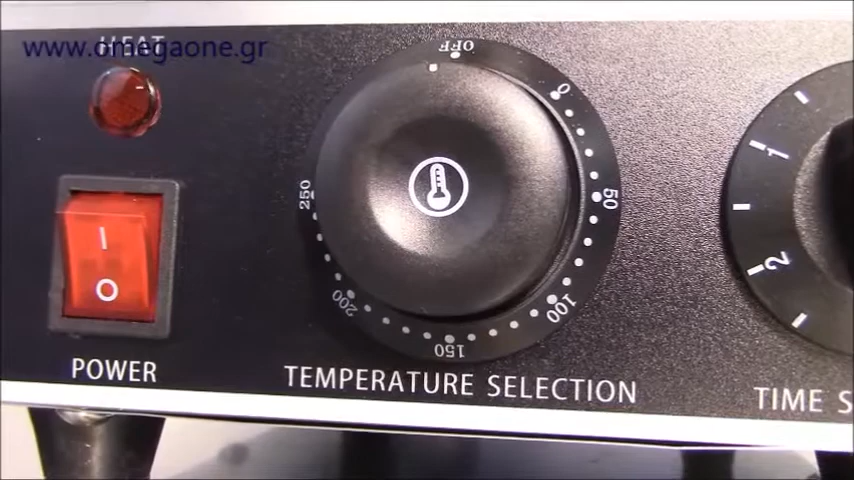 www.omegaone.gr
HEAT
OFF
0
50
100
150
200
250
1
2
I
O
POWER
TEMPERATURE SELECTION
TIME